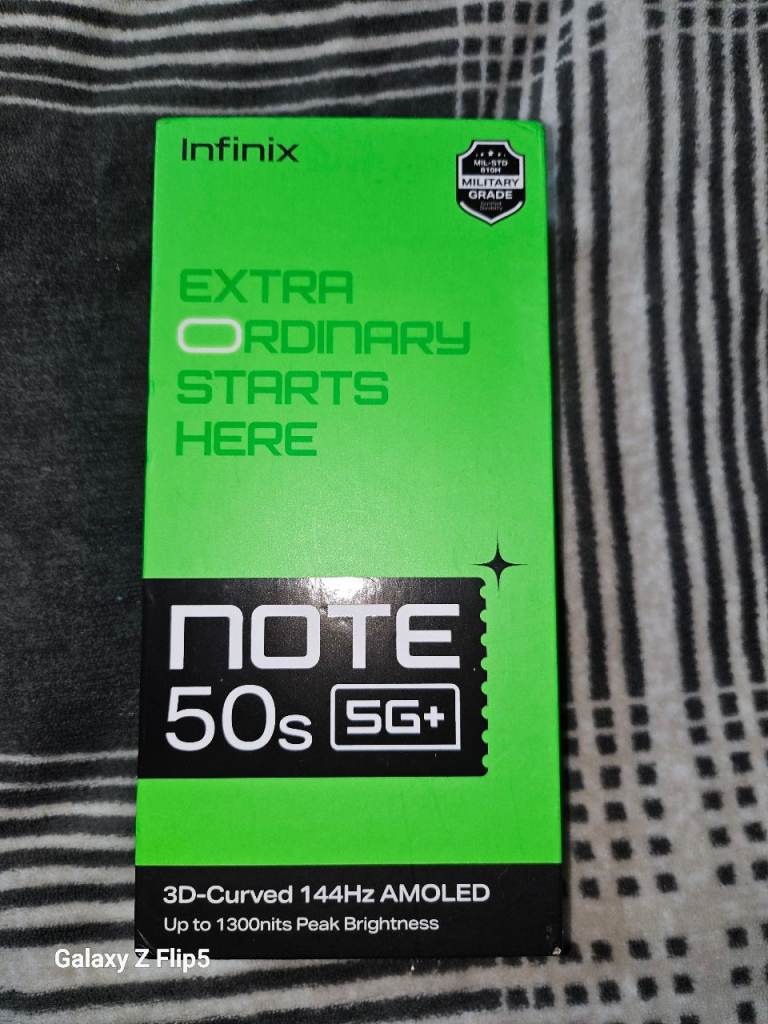 Infinix
MIL-STD
810H
MILITARY
GRADE
EXTRA
ORDINARY
STARTS
HERE
NOTE
50s 5G+
3D-Curved 144Hz AMOLED
Up to 1300nits Peak Brightness
Galaxy Z Flip5